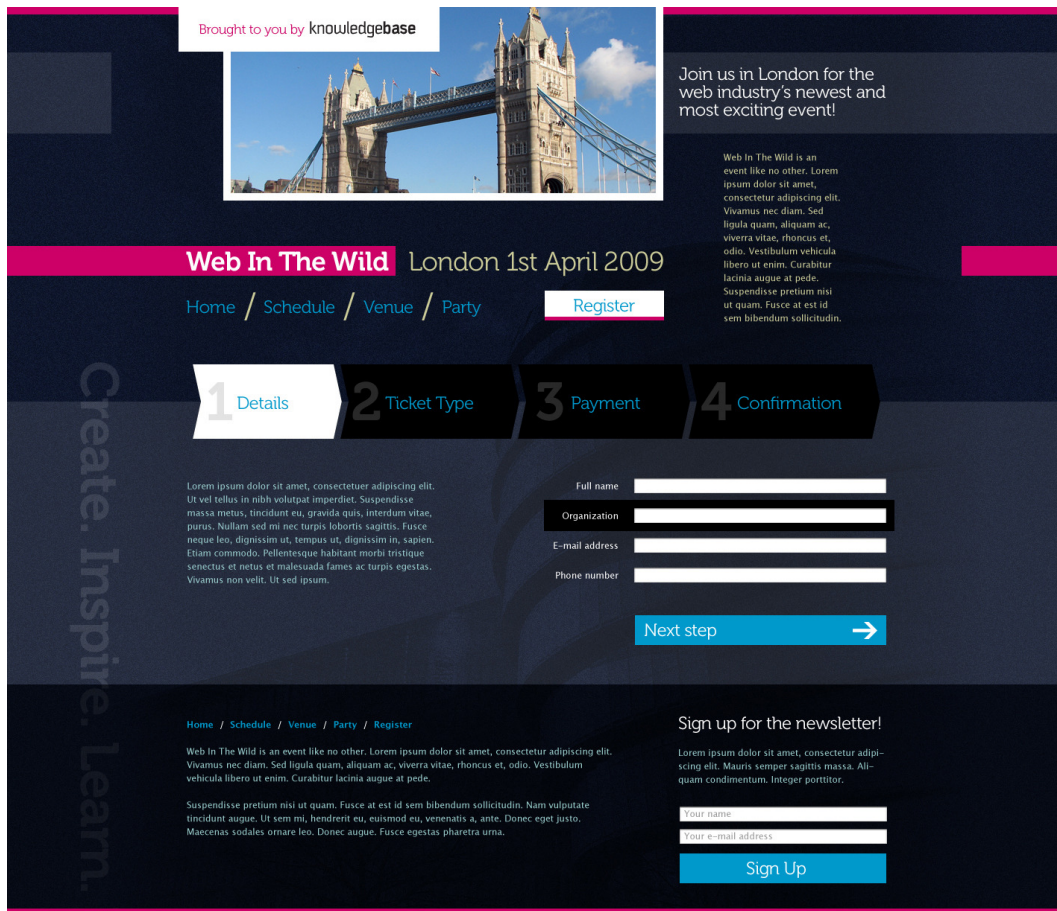 Brought to you by knowledgebase
Join us in London for the
web industry's newest and
most exciting event!
Web In The Wild is an
event like no other. Lorem
ipsum dolor sit amet,
consectetur adipiscing elit.
Vivamus nec diam. Sed
ligula quam, aliquam ac,
viverra vitae, rhoncus et,
odio. Vestibulum vehicula
libero ut enim. Curabitur
lacinia augue at pede.
Suspendisse pretium nisi
ut quam. Fusce at est id
sem bibendum sollicitudin.
Web In The Wild London 1st April 2009
Home / Schedule / Venue / Party
Register
1 Details
2 Ticket Type
3 Payment
4 Confirmation
Create. Inspire. Learn.
Lorem ipsum dolor sit amet, consectetuer adipiscing elit.
Ut vel tellus in nibh volutpat imperdiet. Suspendisse
massa metus, tincidunt eu, gravida quis, interdum vitae,
purus. Nullam sed mi nec turpis lobortis sagittis. Fusce
neque leo, dignissim ut, tempus ut, dignissim in, sapien.
Etiam commodo. Pellentesque habitant morbi tristique
senectus et netus et malesuada fames ac turpis egestas.
Vivamus non velit. Ut sed ipsum.
Full name
Organization
E-mail address
Phone number
Next step
Home / Schedule / Venue / Party / Register
Web In The Wild is an event like no other. Lorem ipsum dolor sit amet, consectetur adipiscing elit.
Vivamus nec diam. Sed ligula quam, aliquam ac, viverra vitae, rhoncus et, odio. Vestibulum
vehicula libero ut enim. Curabitur lacinia augue at pede.
Suspendisse pretium nisi ut quam. Fusce at est id sem bibendum sollicitudin. Nam vulputate
tincidunt augue. Ut sem mi, hendrerit eu, euismod eu, venenatis a, ante. Donec eget justo.
Maecenas sodales ornare leo. Donec augue. Fusce egestas pharetra urna.
Sign up for the newsletter!
Lorem ipsum dolor sit amet, consectetur adipi-
scing elit. Mauris semper sagittis massa. Ali-
quam condimentum. Integer porttitor.
Your name
Your e-mail address
Sign Up